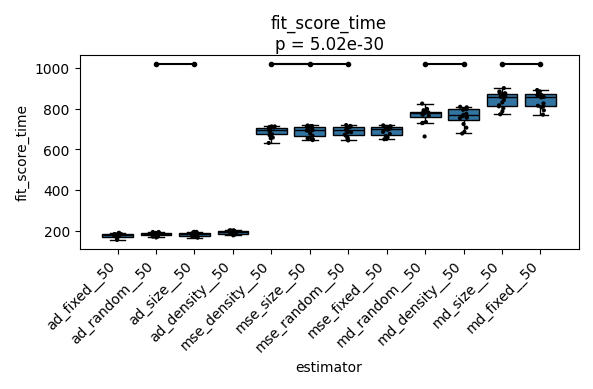 fit_score_time
p = 5.02e-30
1000
800
600
400
200
fit_score_time
ad_fixed__50
ad_random__50
ad_size__50
ad_density__50
mse_density__50
mse_size__50
mse_random__50
mse_fixed__50
md_random__50
md_density__50
md_size__50
md_fixed__50
estimator